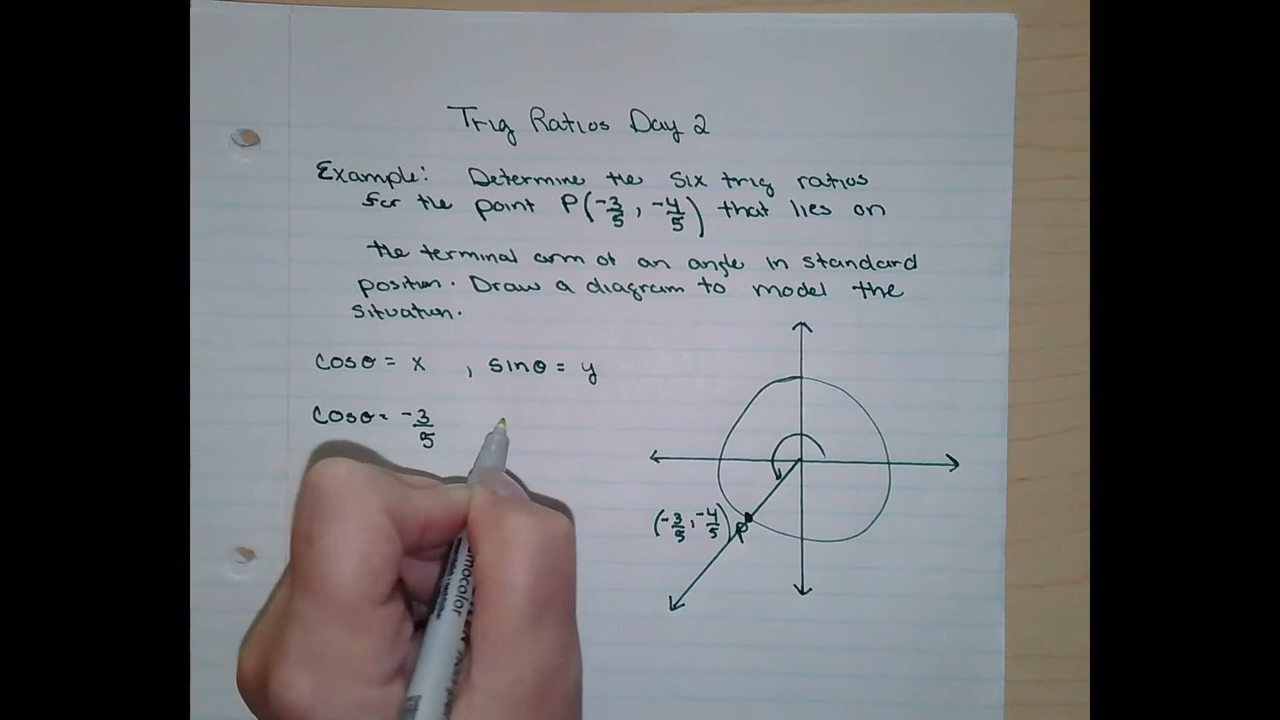 Trig Ratios Day 2
Example: Determine the six trig ratios
for the point P(-3/5, -4/5) that lies on
the terminal arm of an angle in standard
position. Draw a diagram to model the
situation.
cosθ = x , sinθ = y
cosθ = -3/5
(-3/5, -4/5) P